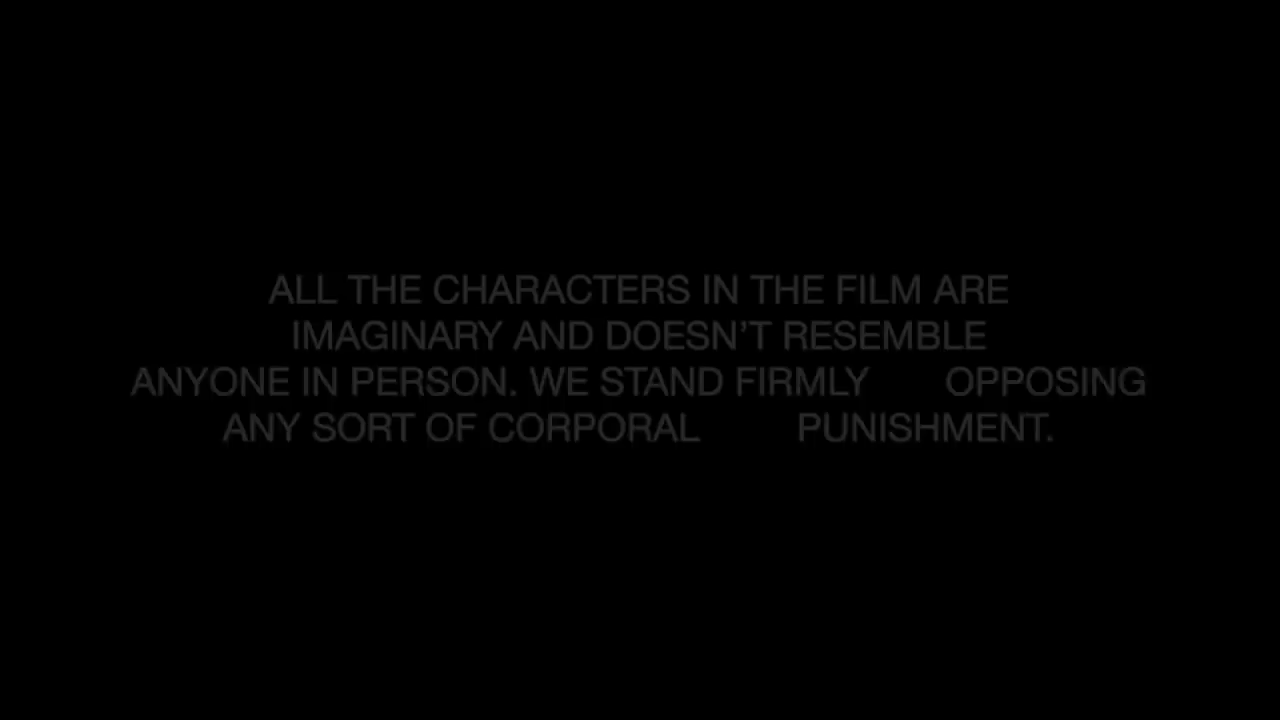 ALL THE CHARACTERS IN THE FILM ARE
IMAGINARY AND DOESN’T RESEMBLE
ANYONE IN PERSON. WE STAND FIRMLY OPPOSING
ANY SORT OF CORPORAL PUNISHMENT.